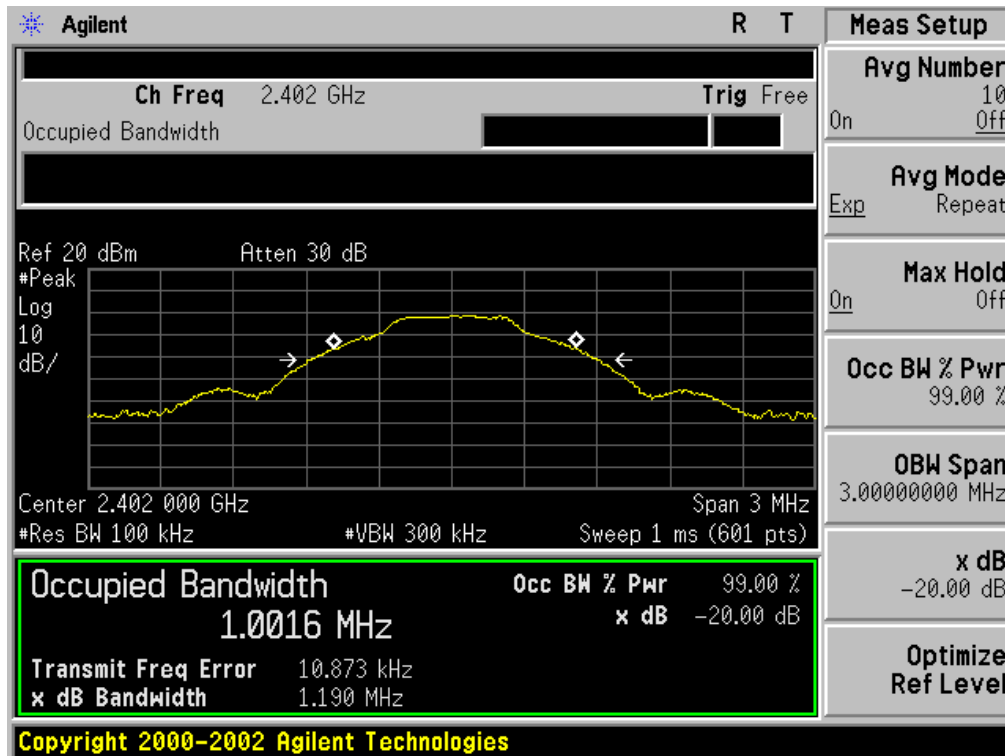 Agilent R T
Ch Freq 2.402 GHz Trig Free
Occupied Bandwidth
Ref 20 dBm Atten 30 dB
#Peak
Log
10
dB/
Center 2.402 000 GHz Span 3 MHz
#Res BW 100 kHz #VBW 300 kHz Sweep 1 ms (601 pts)
Occupied Bandwidth Occ BW % Pwr 99.00 %
1.0016 MHz x dB -20.00 dB
Transmit Freq Error 10.873 kHz
x dB Bandwidth 1.190 MHz
Copyright 2000-2002 Agilent Technologies
Meas Setup
Avg Number
10
On Off
Avg Mode
Exp Repeat
Max Hold
On Off
Occ BW % Pwr
99.00 %
OBW Span
3.00000000 MHz
x dB
-20.00 dB
Optimize
Ref Level